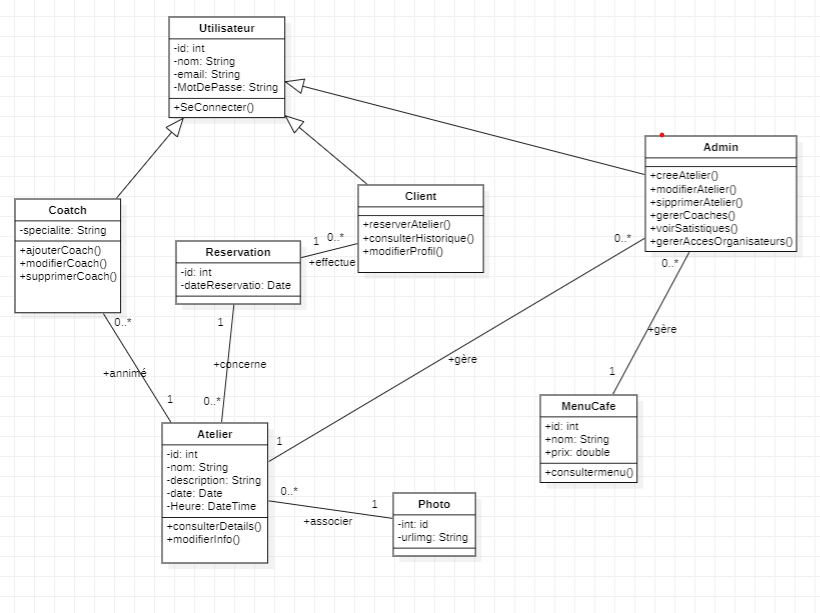 Utilisateur
-id: int
-nom: String
-email: String
-MotDePasse: String
+SeConnecter()
Admin
+creeAtelier()
+modifierAtelier()
+sipprimerAtelier()
+gererCoaches()
+voirSatistiques()
+gererAccesOrganisateurs()
Coatch
-specialite: String
+ajouterCoach()
+modifierCoach()
+supprimerCoach()
Client
+reserverAtelier()
+consulterHistorique()
+modifierProfil()
Reservation
-id: int
-dateReservatio: Date
1
0..*
+effectue
0..*
0..*
0..*
+annimé
1
1
+concerne
0..*
+gère
1
+gère
1
MenuCafe
+id: int
+nom: String
+prix: double
+consultermenu()
Atelier
-id: int
-nom: String
-description: String
-date: Date
-Heure: DateTime
+consulterDetails()
+modifierInfo()
0..*
1
+associer
Photo
-int: id
-urlimg: String